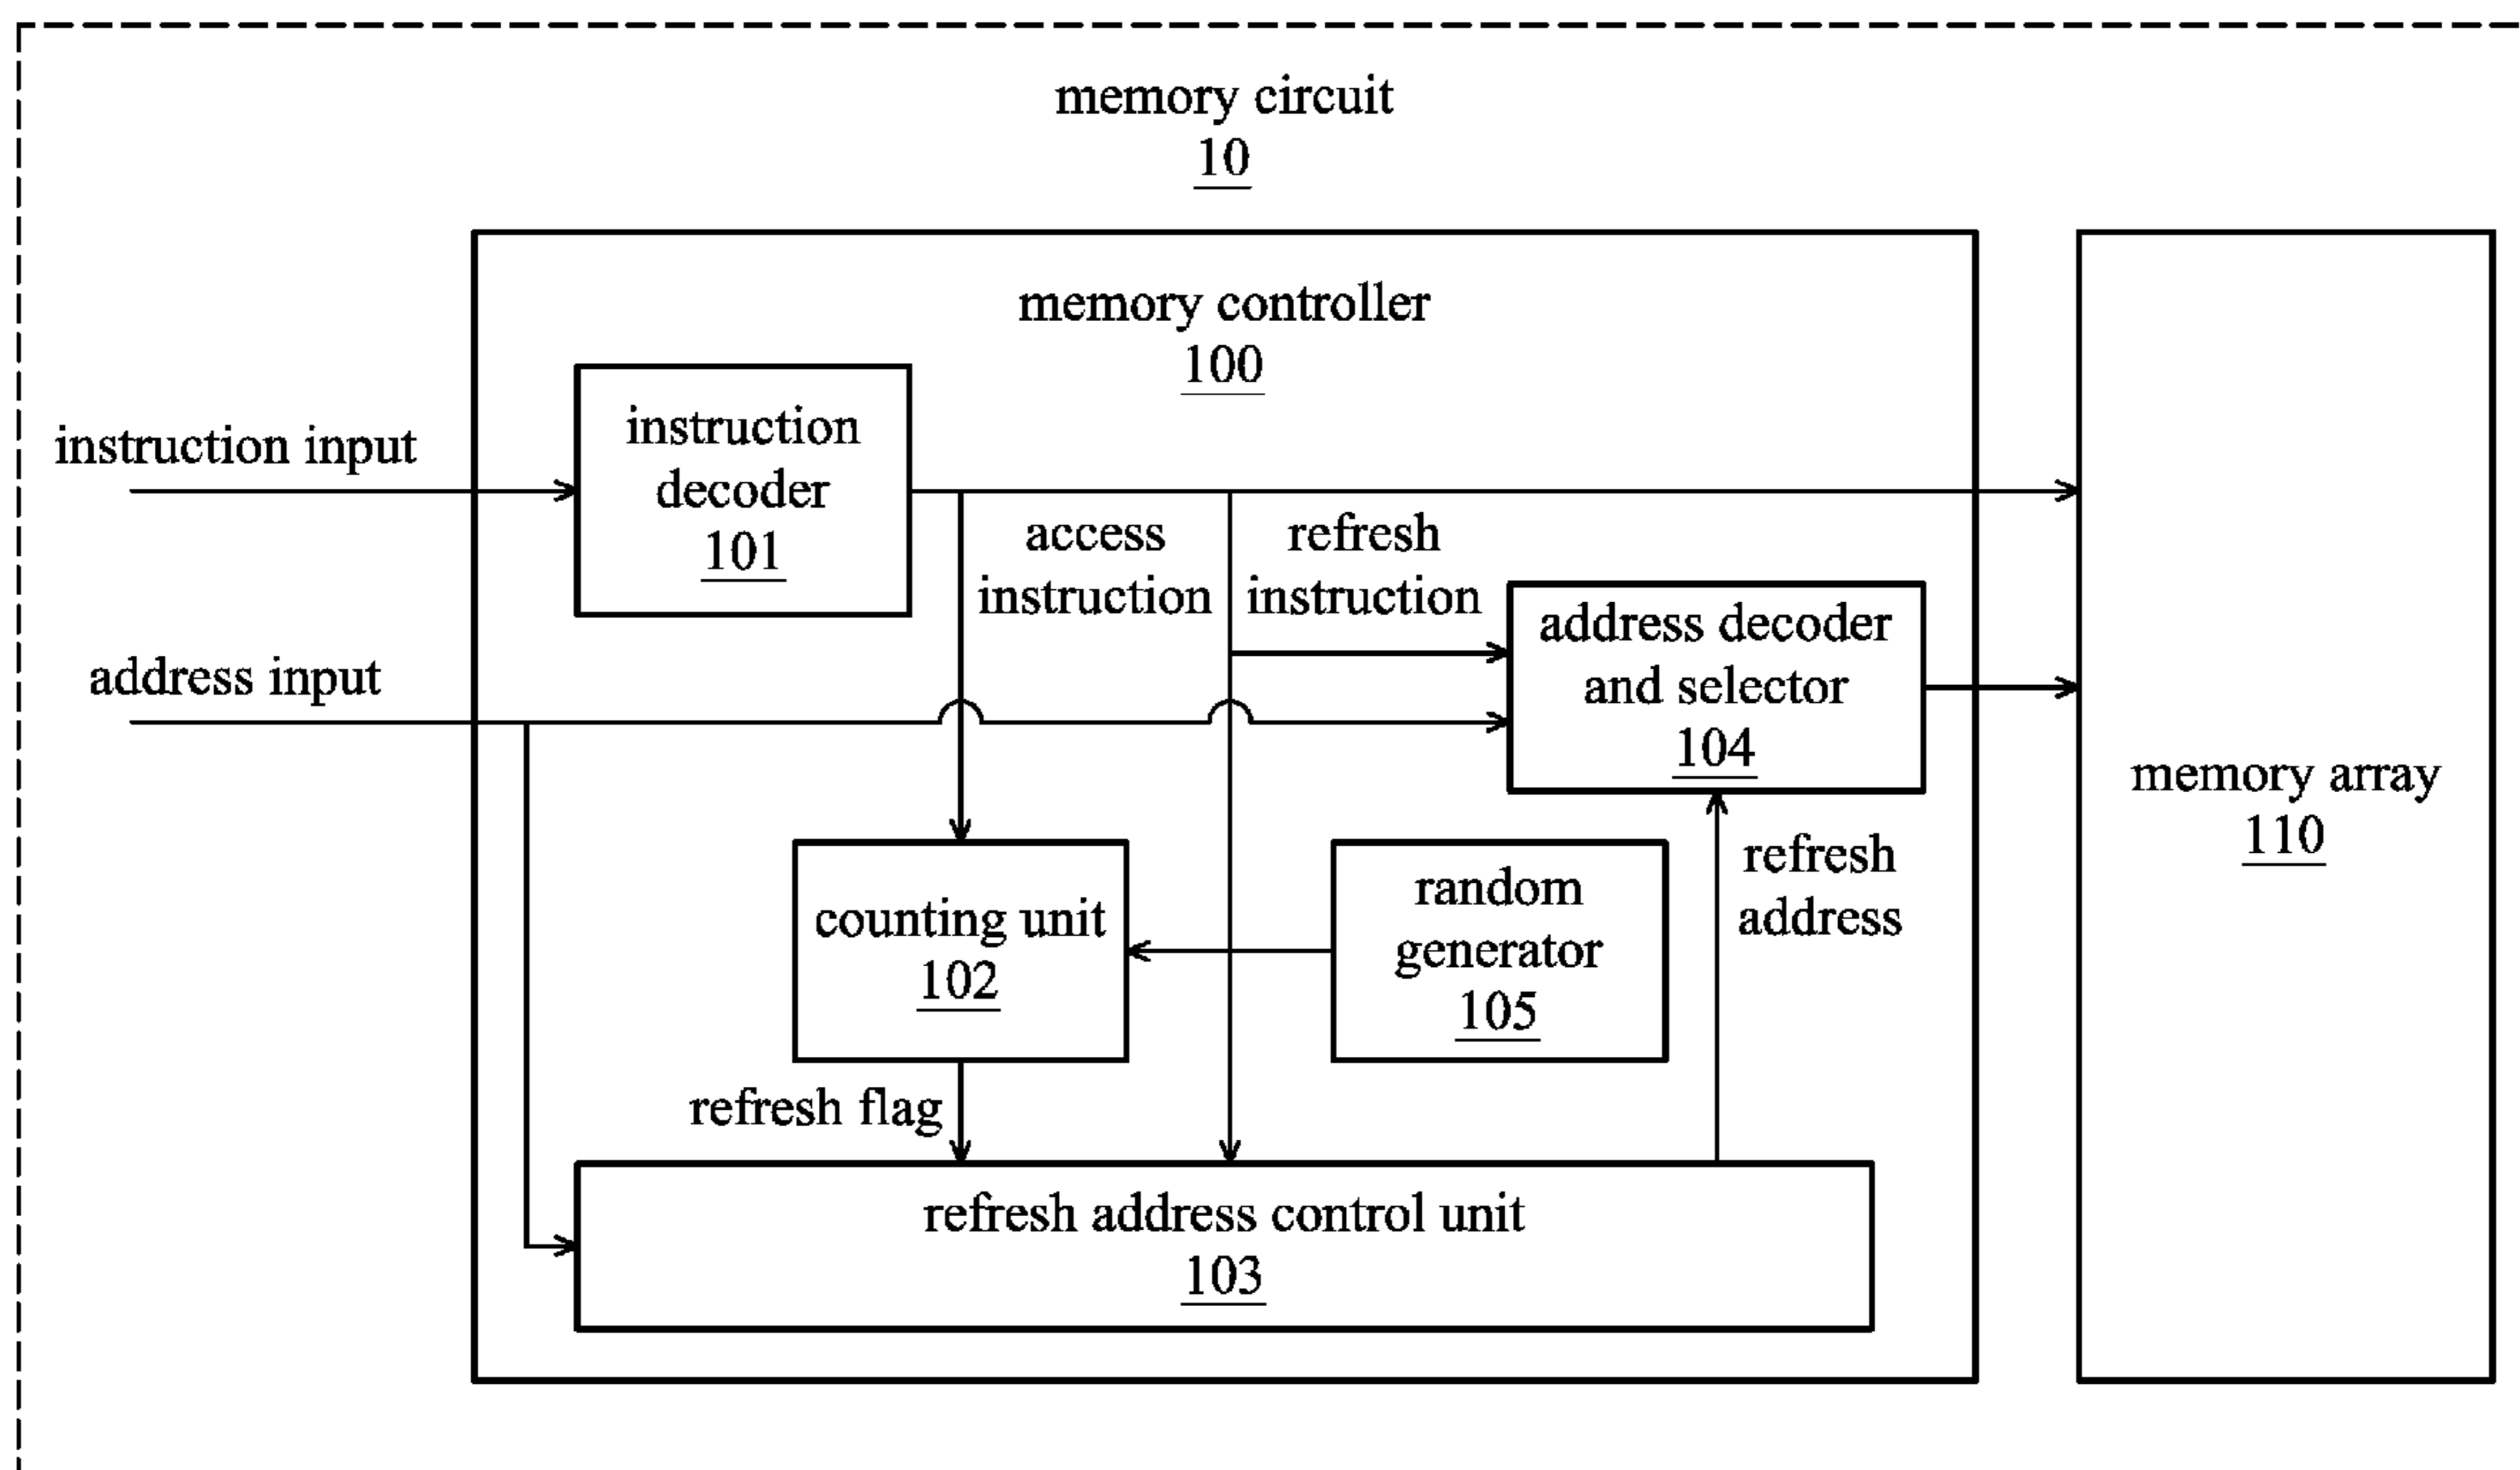 memory circuit
10
memory controller
100
instruction input
instruction
decoder
101
access
instruction
refresh
instruction
address input
address decoder
and selector
104
memory array
110
counting unit
102
random
generator
105
refresh
address
refresh flag
refresh address control unit
103